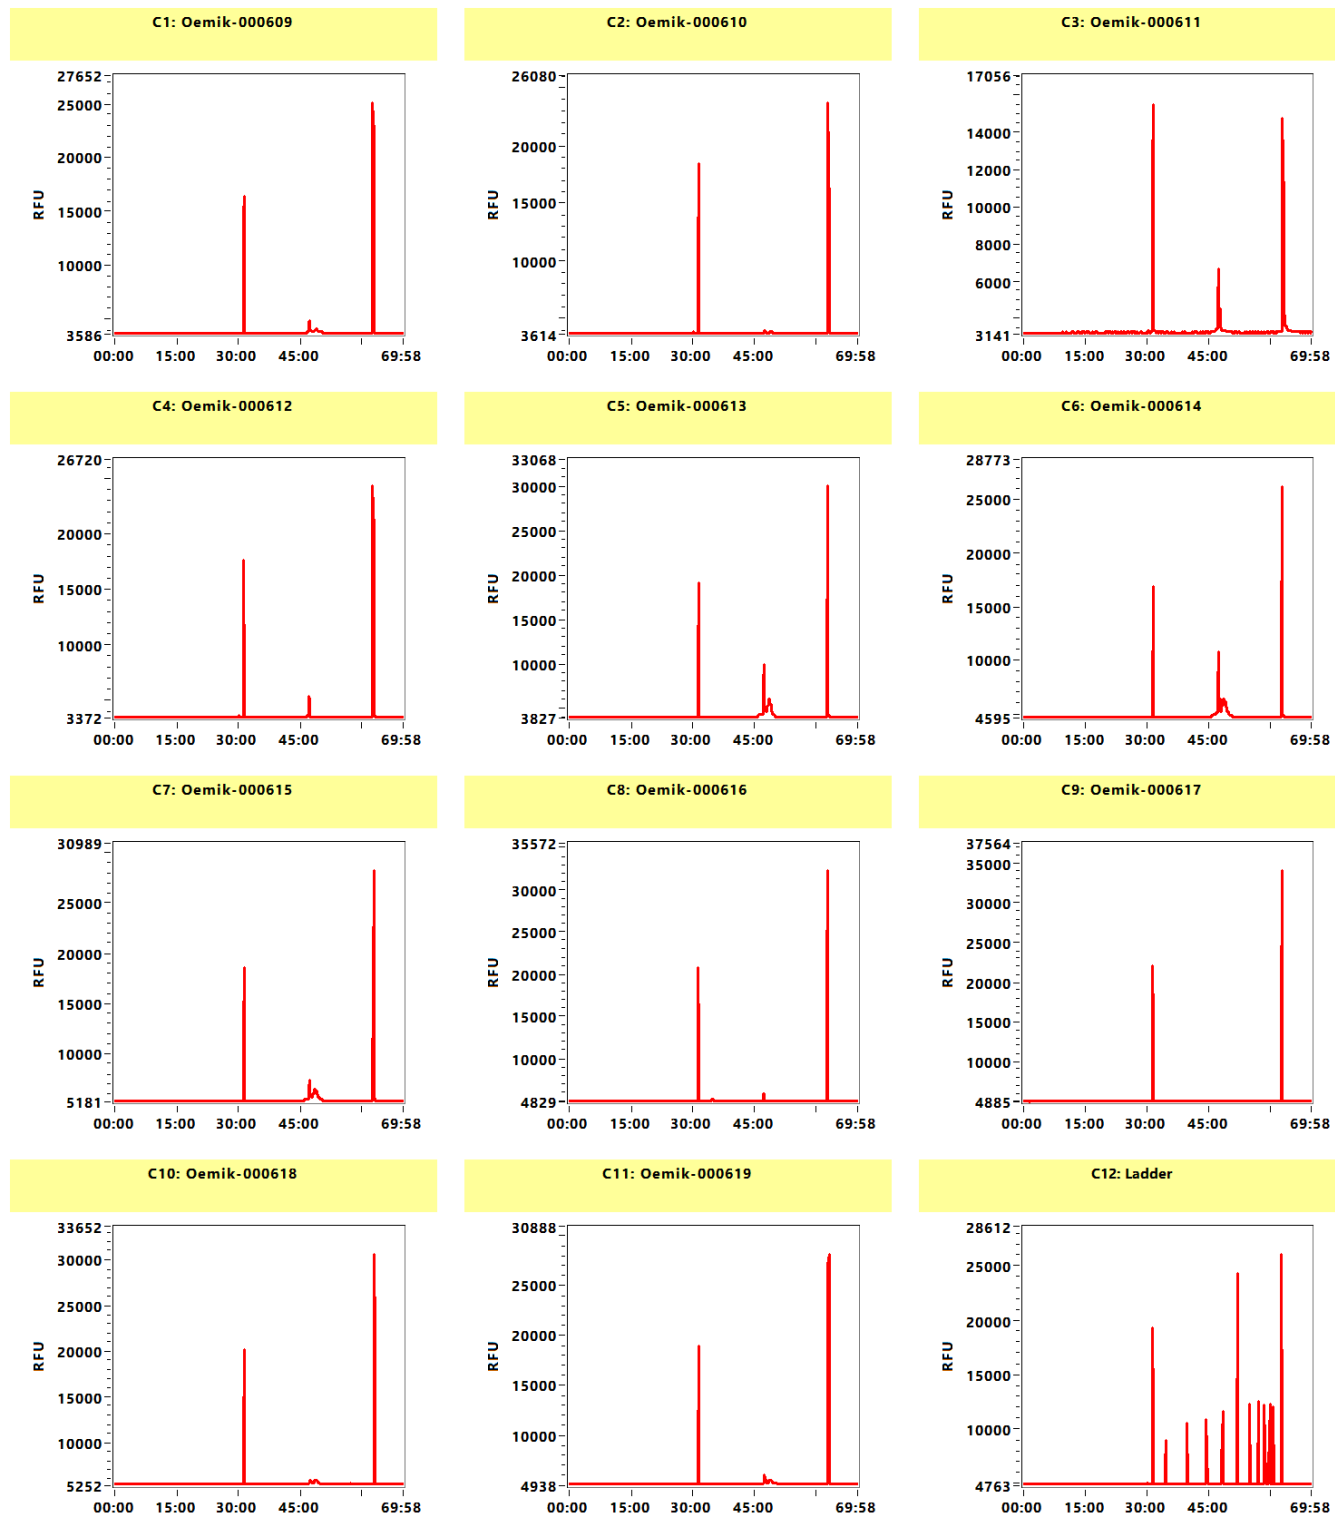 C1: Oemik-000609
C2: Oemik-000610
C3: Oemik-000611
27652
25000
20000
15000
10000
3586
RFU
00:00 15:00 30:00 45:00 69:58
26080
20000
15000
10000
3614
RFU
00:00 15:00 30:00 45:00 69:58
17056
14000
12000
10000
8000
6000
3141
RFU
00:00 15:00 30:00 45:00 69:58
C4: Oemik-000612
C5: Oemik-000613
C6: Oemik-000614
26720
20000
15000
10000
3372
RFU
00:00 15:00 30:00 45:00 69:58
33068
30000
25000
20000
15000
10000
3827
RFU
00:00 15:00 30:00 45:00 69:58
28773
25000
20000
15000
10000
4595
RFU
00:00 15:00 30:00 45:00 69:58
C7: Oemik-000615
C8: Oemik-000616
C9: Oemik-000617
30989
25000
20000
15000
10000
5181
RFU
00:00 15:00 30:00 45:00 69:58
35572
30000
25000
20000
15000
10000
4829
RFU
00:00 15:00 30:00 45:00 69:58
37564
35000
30000
25000
20000
15000
10000
4885
RFU
00:00 15:00 30:00 45:00 69:58
C10: Oemik-000618
C11: Oemik-000619
C12: Ladder
33652
30000
25000
20000
15000
10000
5252
RFU
00:00 15:00 30:00 45:00 69:58
30888
25000
20000
15000
10000
4938
RFU
00:00 15:00 30:00 45:00 69:58
28612
25000
20000
15000
10000
4763
RFU
00:00 15:00 30:00 45:00 69:58